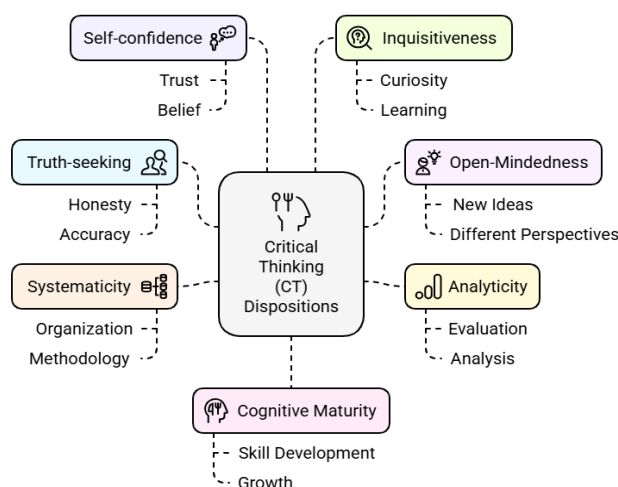 Self-confidence
Trust
Belief
Inquisitiveness
Curiosity
Learning
Truth-seeking
Honesty
Accuracy
Open-Mindedness
New Ideas
Different Perspectives
Critical
Thinking
(CT)
Dispositions
Systematicity
Organization
Methodology
Analyticity
Evaluation
Analysis
Cognitive Maturity
Skill Development
Growth